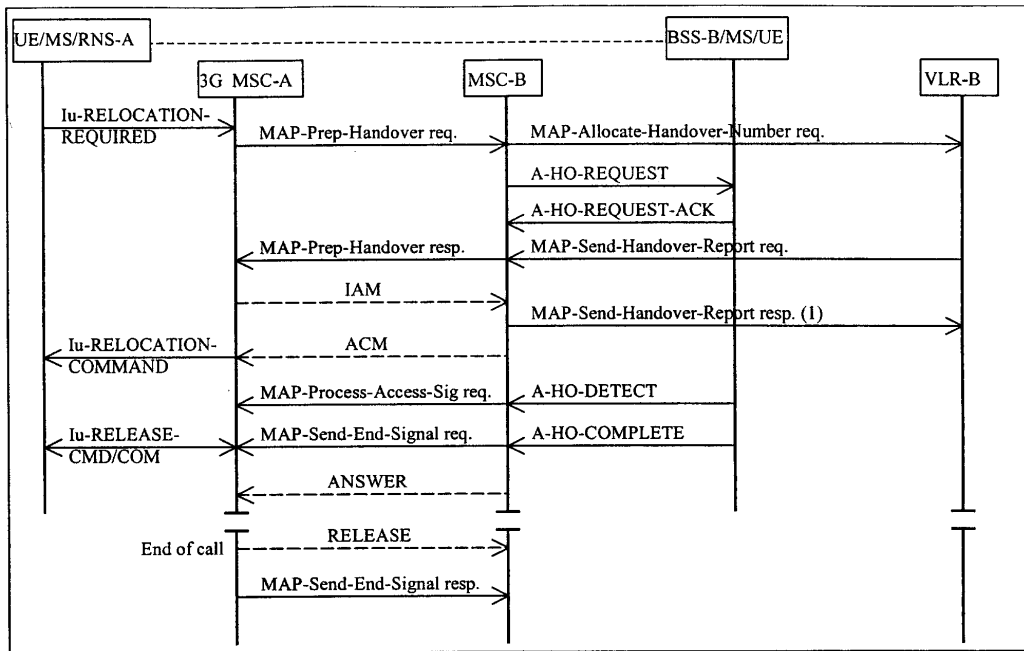 UE/MS/RNS-A
BSS-B/MS/UE
3G MSC-A
MSC-B
VLR-B
Iu-RELOCATION-
REQUIRED
MAP-Prep-Handover req.
MAP-Allocate-Handover-Number req.
A-HO-REQUEST
A-HO-REQUEST-ACK
MAP-Prep-Handover resp.
MAP-Send-Handover-Report req.
IAM
MAP-Send-Handover-Report resp. (1)
Iu-RELOCATION-
COMMAND
ACM
MAP-Process-Access-Sig req.
A-HO-DETECT
Iu-RELEASE-
CMD/COM
MAP-Send-End-Signal req.
A-HO-COMPLETE
ANSWER
End of call
RELEASE
MAP-Send-End-Signal resp.